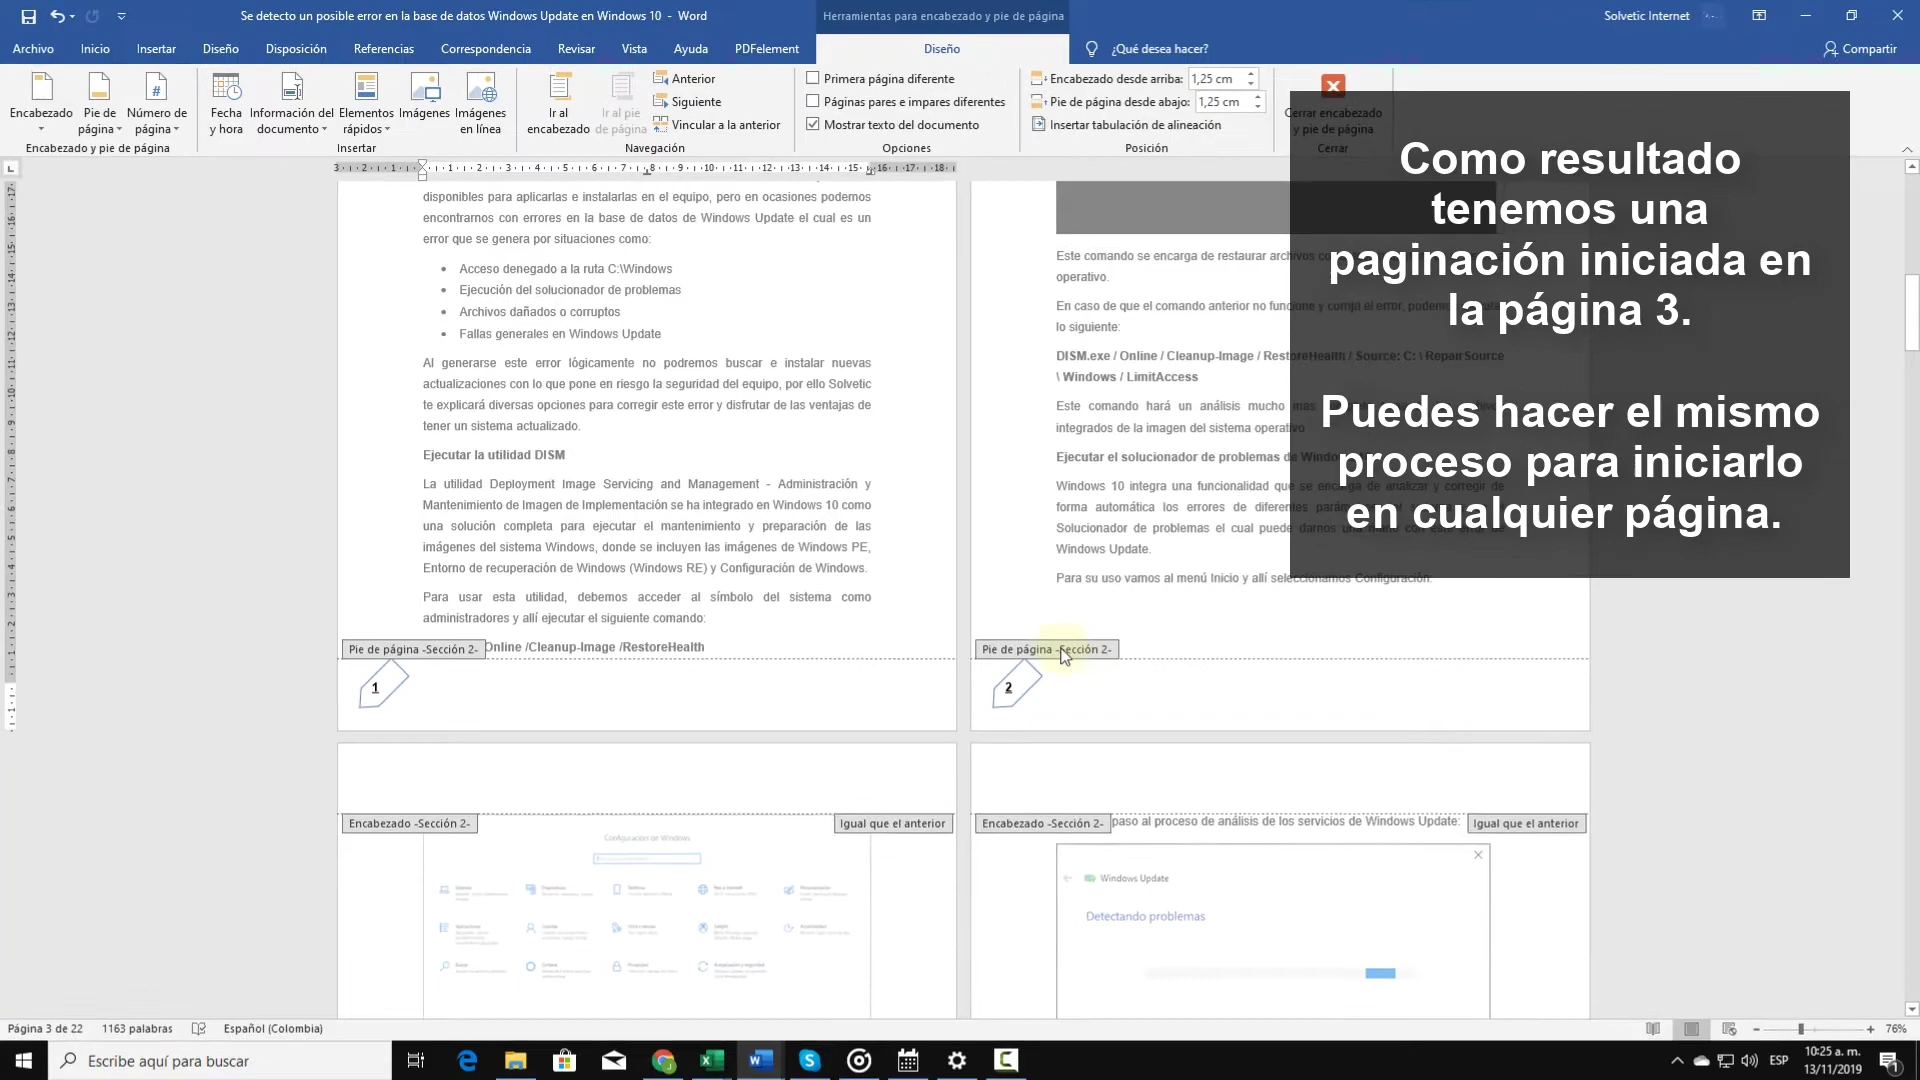 Se detecto un posible error en la base de datos Windows Update en Windows 10 - Word
Herramientas para encabezado y pie de página
Solvetic Internet
Archivo Inicio Insertar Diseño Disposición Referencias Correspondencia Revisar Vista Ayuda PDFelement Diseño ¿Qué desea hacer? Compartir
Encabezado
Pie de página
Número de página
Encabezado y pie de página
Fecha y hora
Información del documento
Elementos rápidos
Imágenes
Imágenes en línea
Insertar
Ir al encabezado
Ir al pie de página
Anterior
Siguiente
Vincular a la anterior
Navegación
Primera página diferente
Páginas pares e impares diferentes
Mostrar texto del documento
Opciones
Encabezado desde arriba: 1,25 cm
Pie de página desde abajo: 1,25 cm
Insertar tabulación de alineación
Posición
Cerrar encabezado
y pie de página
Cerrar
Como resultado
tenemos una
paginación iniciada en
la página 3.
Puedes hacer el mismo
proceso para iniciarlo
en cualquier página.
disponibles para aplicarlas e instalarlas en el equipo, pero en ocasiones podemos
encontrarnos con errores en la base de datos de Windows Update el cual es un
error que se genera por situaciones como:
• Acceso denegado a la ruta C:\Windows
• Ejecución del solucionador de problemas
• Archivos dañados o corruptos
• Fallas generales en Windows Update
Al generarse este error lógicamente no podremos buscar e instalar nuevas
actualizaciones con lo que pone en riesgo la seguridad del equipo, por ello Solvetic
te explicará diversas opciones para corregir este error y disfrutar de las ventajas de
tener un sistema actualizado.
Ejecutar la utilidad DISM
La utilidad Deployment Image Servicing and Management - Administración y
Mantenimiento de Imagen de Implementación se ha integrado en Windows 10 como
una solución completa para ejecutar el mantenimiento y preparación de las
imágenes del sistema Windows, donde se incluyen las imágenes de Windows PE,
Entorno de recuperación de Windows (Windows RE) y Configuración de Windows.
Para usar esta utilidad, debemos acceder al símbolo del sistema como
administradores y allí ejecutar el siguiente comando:
Online /Cleanup-Image /RestoreHealth
Pie de página -Sección 2-
1
Este comando se encarga de restaurar archivos
operativo.
En caso de que el comando anterior no funcione y corrija el error, podemos
lo siguiente:
DISM.exe / Online / Cleanup-Image / RestoreHealth / Source: C: \ RepairSource
\ Windows / LimitAccess
Este comando hará un análisis mucho mas
integrados de la imagen del sistema operativo
Ejecutar el solucionador de problemas de Windows
Windows 10 integra una funcionalidad que se encarga de analizar y corregir de
forma automática los errores de diferentes
Solucionador de problemas el cual puede darnos una mano con
Windows Update.
Para su uso vamos al menú Inicio y allí seleccionamos Configuración:
Pie de página -Sección 2-
2
Encabezado -Sección 2- Igual que el anterior
Configuración de Windows
Encabezado -Sección 2- paso al proceso de análisis de los servicios de Windows Update: Igual que el anterior
Windows Update
Detectando problemas
Página 3 de 22 1163 palabras Español (Colombia) 76%
Escribe aquí para buscar
ESP
10:25 a. m.
13/11/2019
1